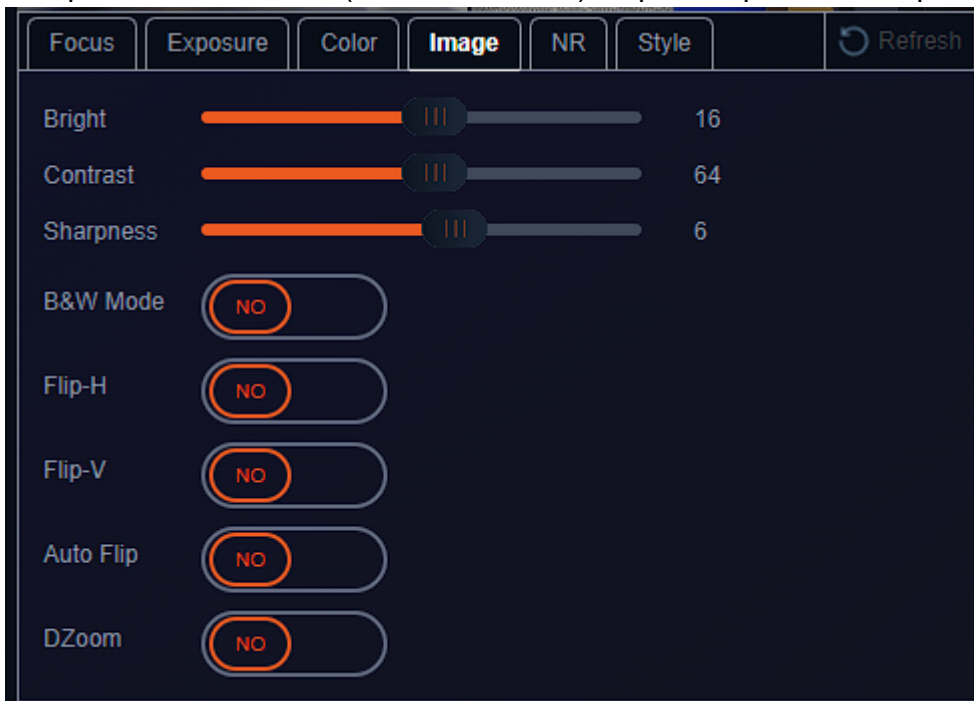 Focus Exposure Color Image NR Style Refresh
Bright 16
Contrast 64
Sharpness 6
B&W Mode NO
Flip-H NO
Flip-V NO
Auto Flip NO
DZoom NO